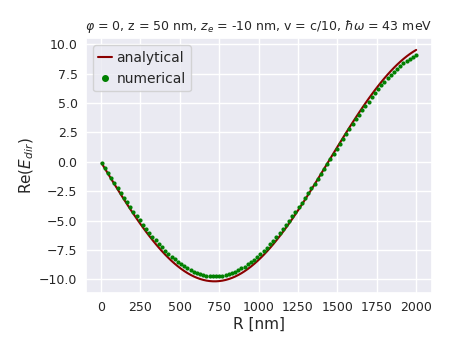 φ = 0, z = 50 nm, zₑ = -10 nm, v = c/10, ℏω = 43 meV
10.0
7.5
5.0
2.5
0.0
−2.5
−5.0
−7.5
−10.0
Re(E_dir)
analytical
numerical
0 250 500 750 1000 1250 1500 1750 2000
R [nm]